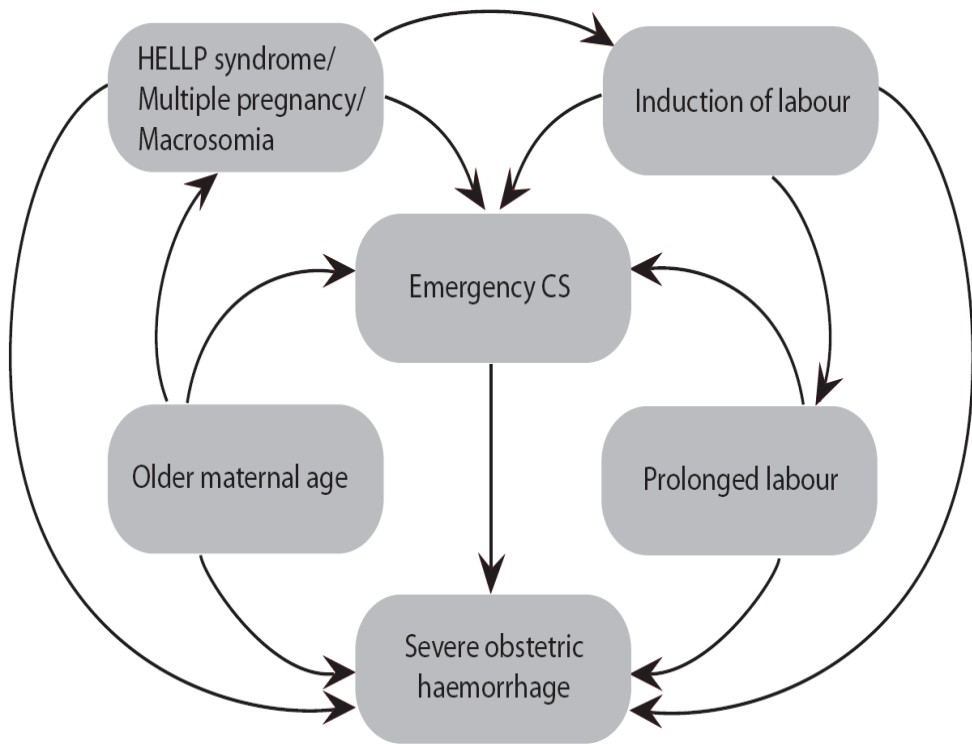 HELLP syndrome/
Multiple pregnancy/
Macrosomia
Induction of labour
Emergency CS
Older maternal age
Prolonged labour
Severe obstetric
haemorrhage